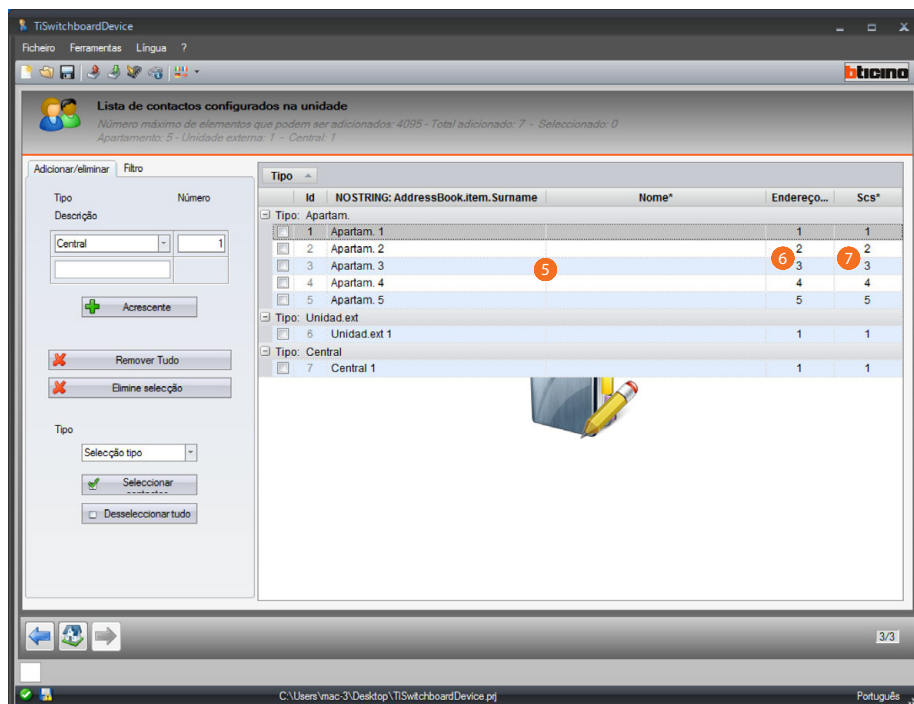 TiSwitchboardDevice
Ficheiro Ferramentas Língua ?
bticino
Lista de contactos configurados na unidade
Número máximo de elementos que podem ser adicionados: 4095 - Total adicionado: 7 - Seleccionado: 0
Apartamento: 5 - Unidade externa: 1 - Central: 1
Adicionar/eliminar Filtro
Tipo Número
Descrição
Central 1
Acrescente
Remover Tudo
Elimine selecção
Tipo
Selecção tipo
Seleccionar
Desseleccionar tudo
Tipo
Id NOSTRING: AddressBook.item.Surname Nome* Endereço... Scs*
Tipo: Apartam.
1 Apartam. 1 1 1
2 Apartam. 2 2 2
3 Apartam. 3 3 3
4 Apartam. 4 4 4
5 Apartam. 5 5 5
Tipo: Unidad.ext
6 Unidad.ext 1 1 1
Tipo: Central
7 Central 1 1 1
5
6
7
3/3
C:\Users\mac-3\Desktop\TiSwitchboardDevice.prj Português